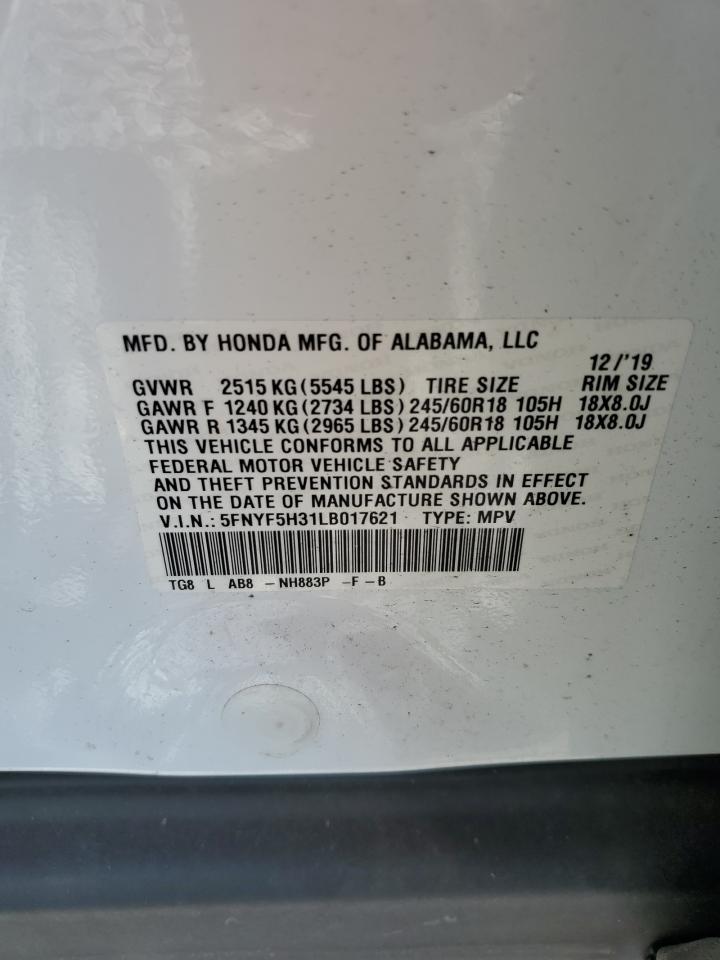 MFD. BY HONDA MFG. OF ALABAMA, LLC
12/'19
GVWR 2515 KG (5545 LBS) TIRE SIZE RIM SIZE
GAWR F 1240 KG (2734 LBS) 245/60R18 105H 18X8.0J
GAWR R 1345 KG (2965 LBS) 245/60R18 105H 18X8.0J
THIS VEHICLE CONFORMS TO ALL APPLICABLE
FEDERAL MOTOR VEHICLE SAFETY
AND THEFT PREVENTION STANDARDS IN EFFECT
ON THE DATE OF MANUFACTURE SHOWN ABOVE.
V.I.N.: 5FNYF5H31LB017621 TYPE: MPV
TG8 L AB8 - NH883P - F - B